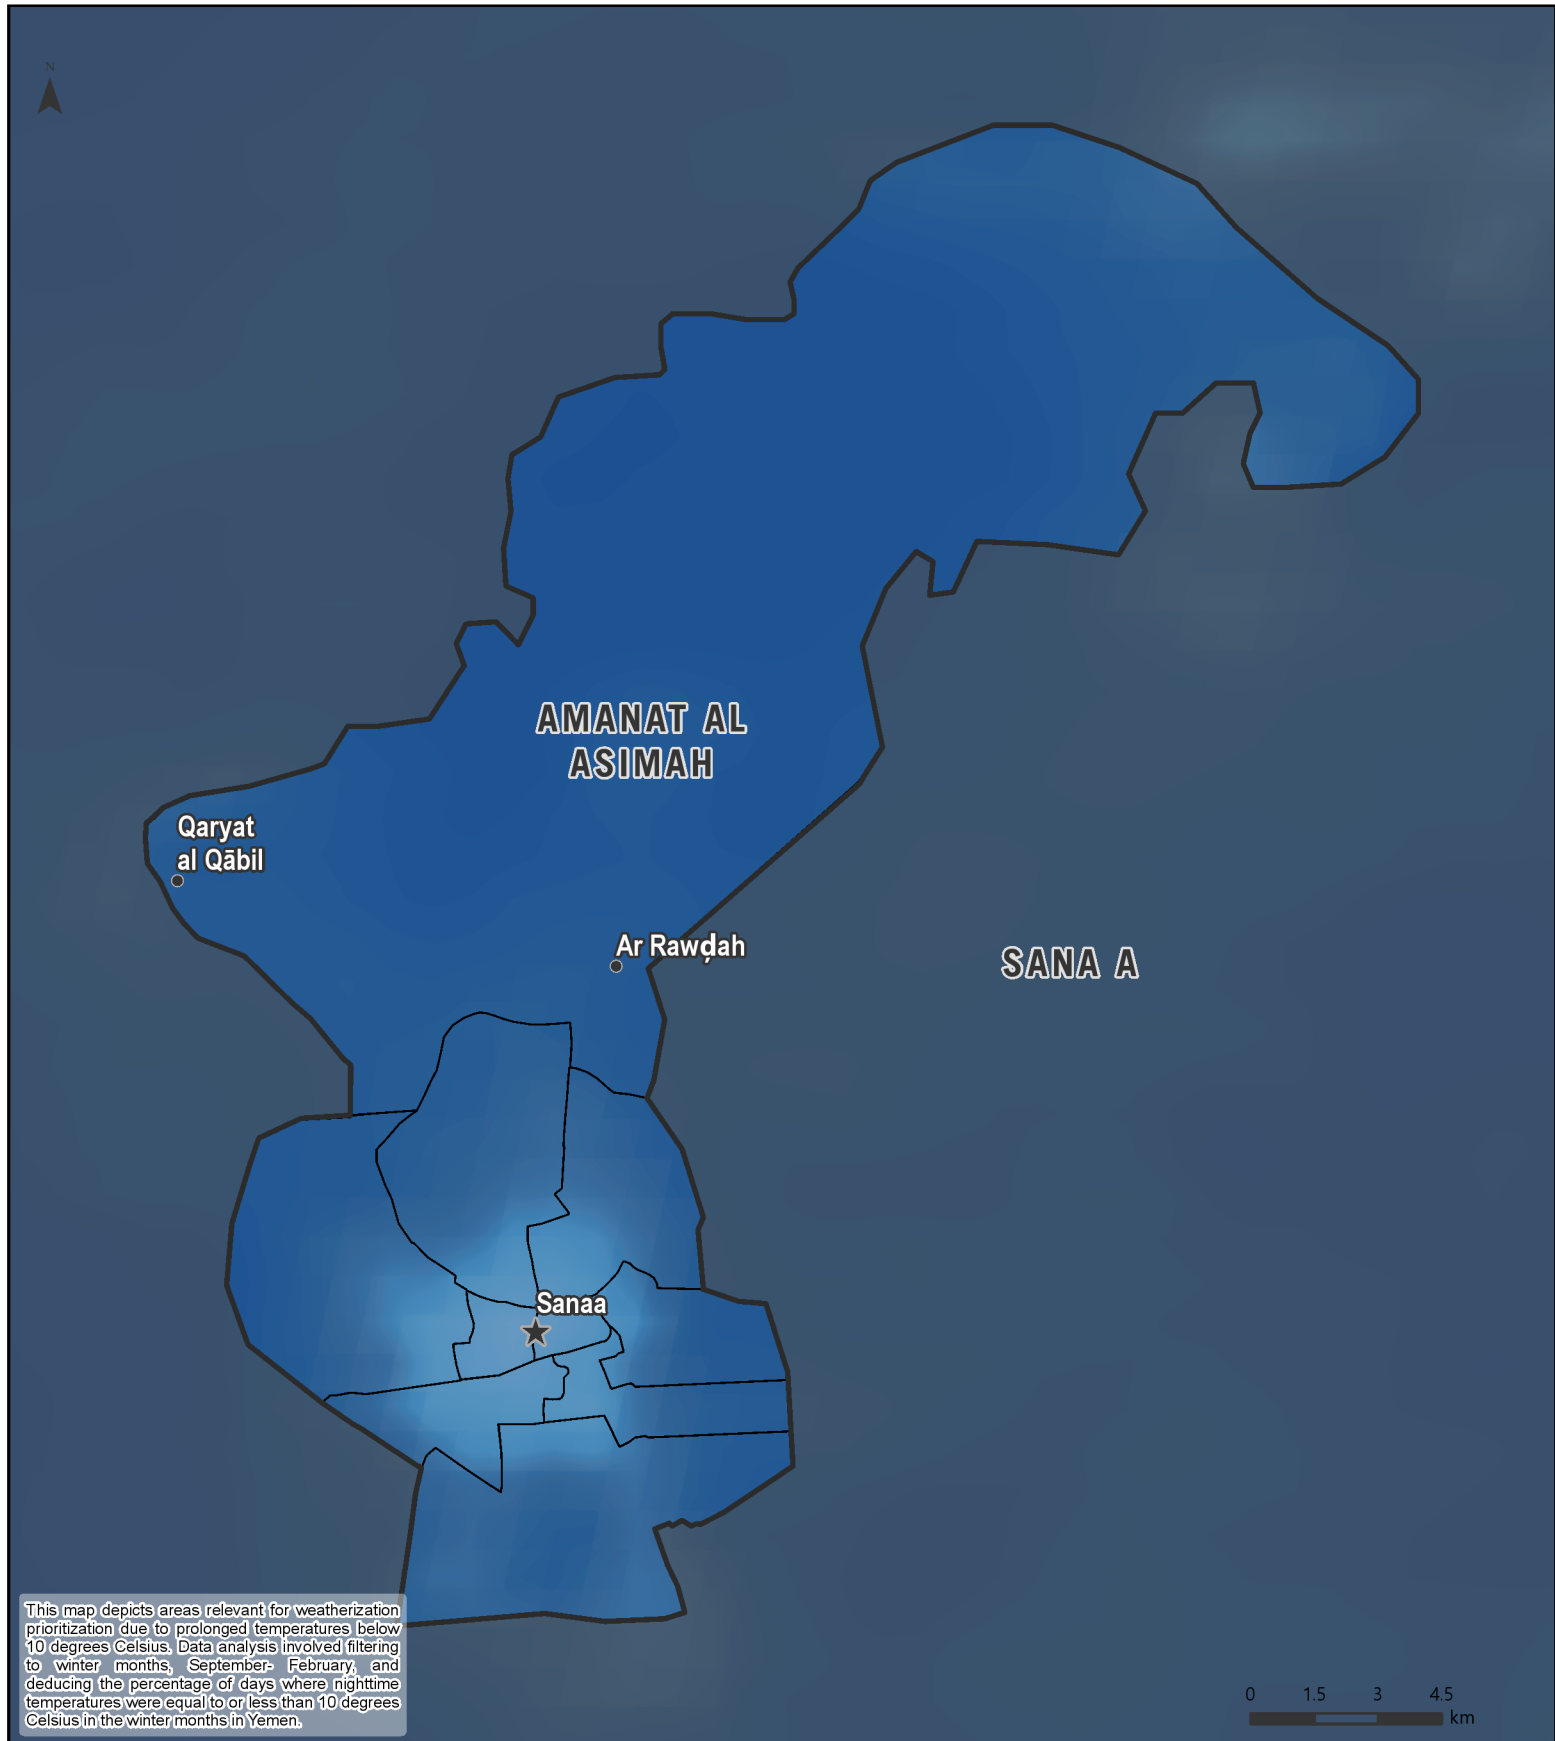 N
AMANAT AL
ASIMAH
Qaryat
al Qābil
Ar Rawḑah
SANA A
Sanaa
This map depicts areas relevant for weatherization
prioritization due to prolonged temperatures below
10 degrees Celsius. Data analysis involved filtering
to winter months, September- February, and
deducing the percentage of days where nighttime
temperatures were equal to or less than 10 degrees
Celsius in the winter months in Yemen.
0 1.5 3 4.5
km